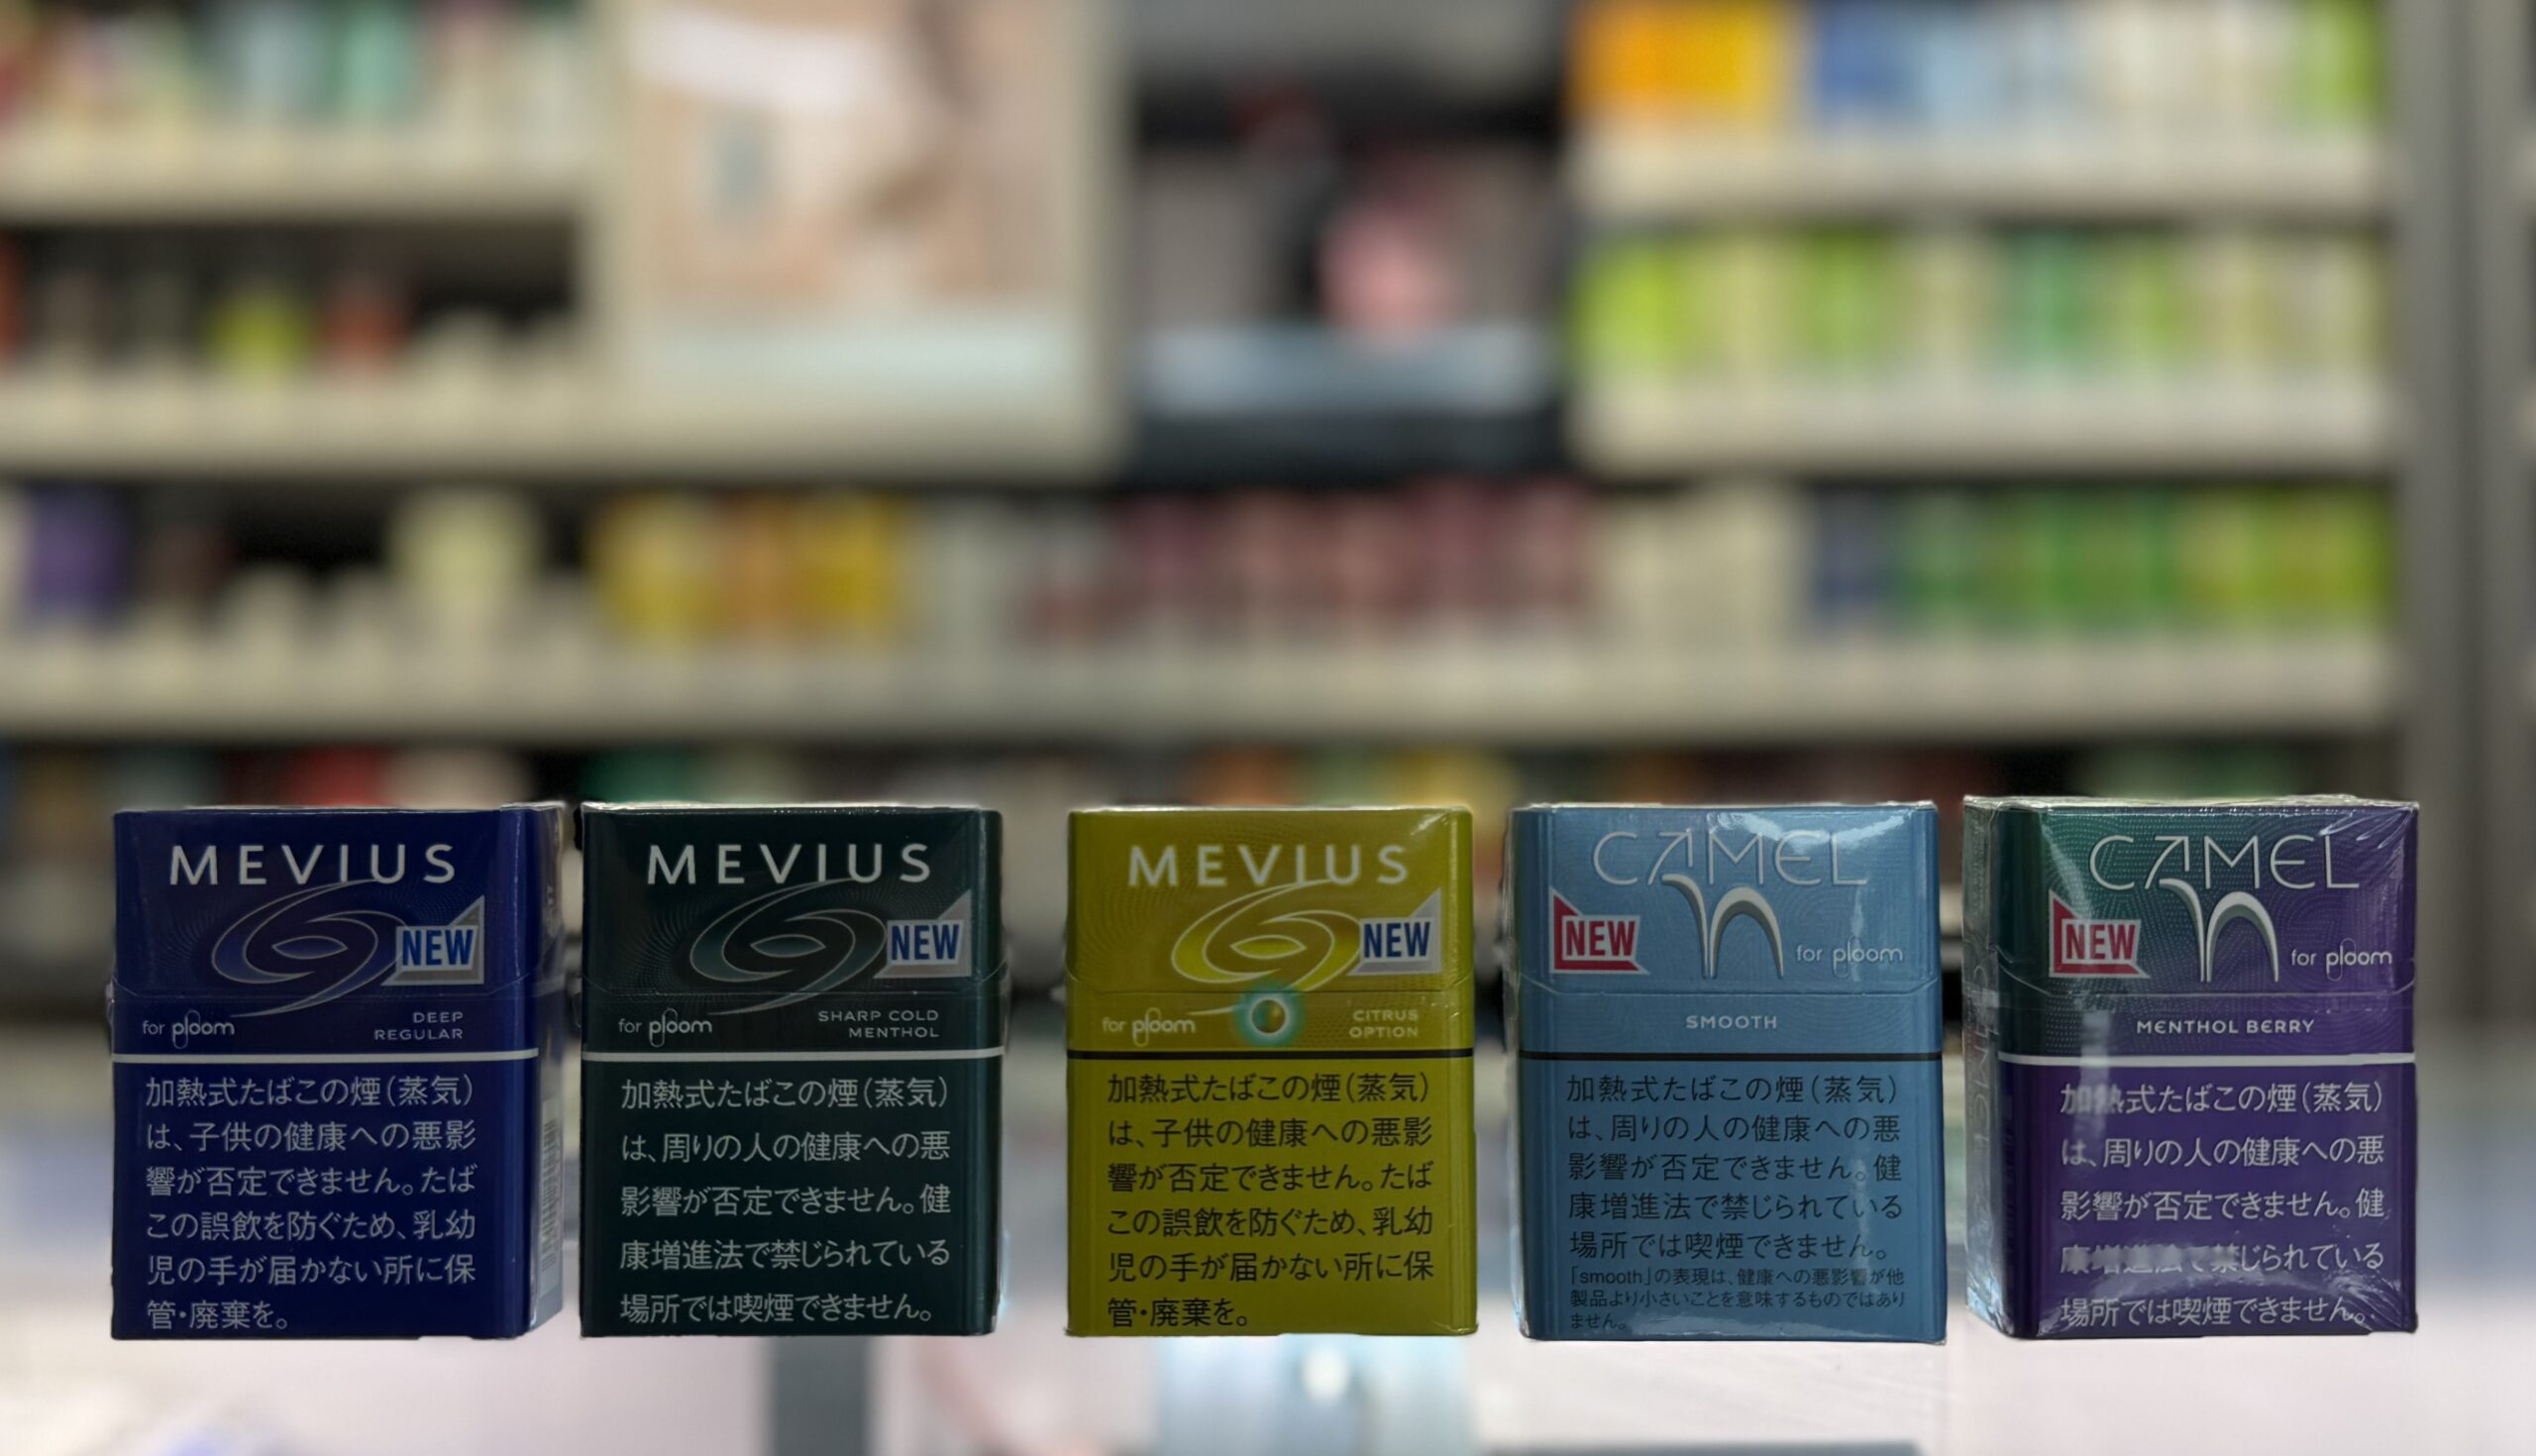 MEVIUS
NEW
for ploom
DEEP
REGULAR
加熱式たばこの煙(蒸気)
は、子供の健康への悪影
響が否定できません。たば
この誤飲を防ぐため、乳幼
児の手が届かない所に保
管・廃棄を。
MEVIUS
NEW
for ploom
SHARP COLD
MENTHOL
加熱式たばこの煙(蒸気)
は、周りの人の健康への悪
影響が否定できません。健
康増進法で禁じられている
場所では喫煙できません。
MEVIUS
NEW
for ploom
CITRUS
OPTION
加熱式たばこの煙(蒸気)
は、子供の健康への悪影
響が否定できません。たば
この誤飲を防ぐため、乳幼
児の手が届かない所に保
管・廃棄を。
CAMEL
NEW
for ploom
SMOOTH
加熱式たばこの煙(蒸気)
は、周りの人の健康への悪
影響が否定できません。健
康増進法で禁じられている
場所では喫煙できません。
「smooth」の表現は、健康への悪影響が他
製品より小さいことを意味するものではあり
ません。
CAMEL
NEW
for ploom
MENTHOL BERRY
加熱式たばこの煙(蒸気)
は、周りの人の健康への悪
影響が否定できません。健
康増進法で禁じられている
場所では喫煙できません。